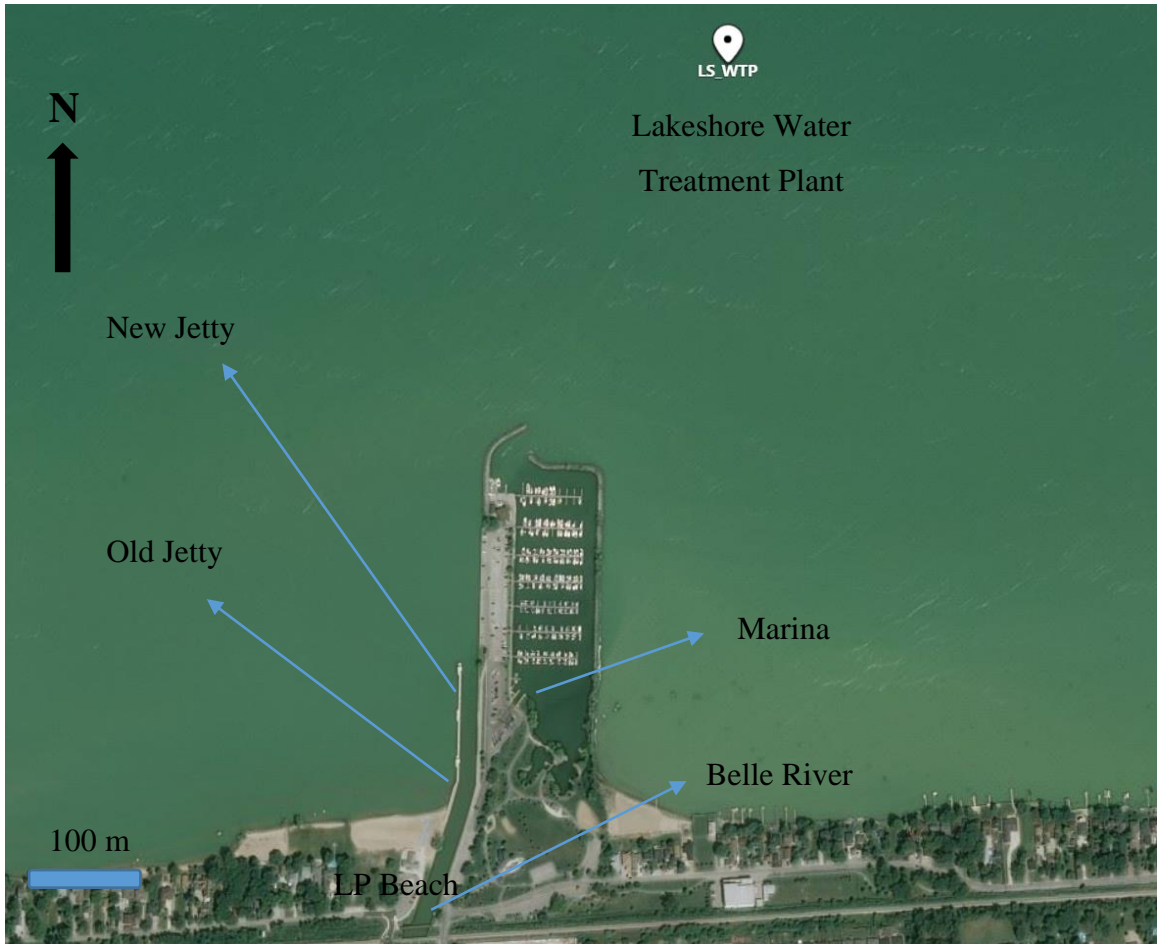 LS_WTP
Lakeshore Water
Treatment Plant
N
New Jetty
Old Jetty
Marina
Belle River
100 m
LP Beach